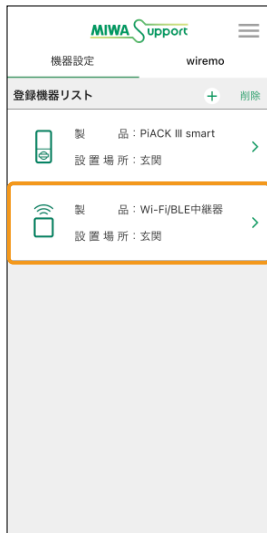 MIWA Support
機器設定 wiremo
登録機器リスト + 削除
製品：PiACK III smart
設置場所：玄関
製品：Wi-Fi/BLE中継器
設置場所：玄関